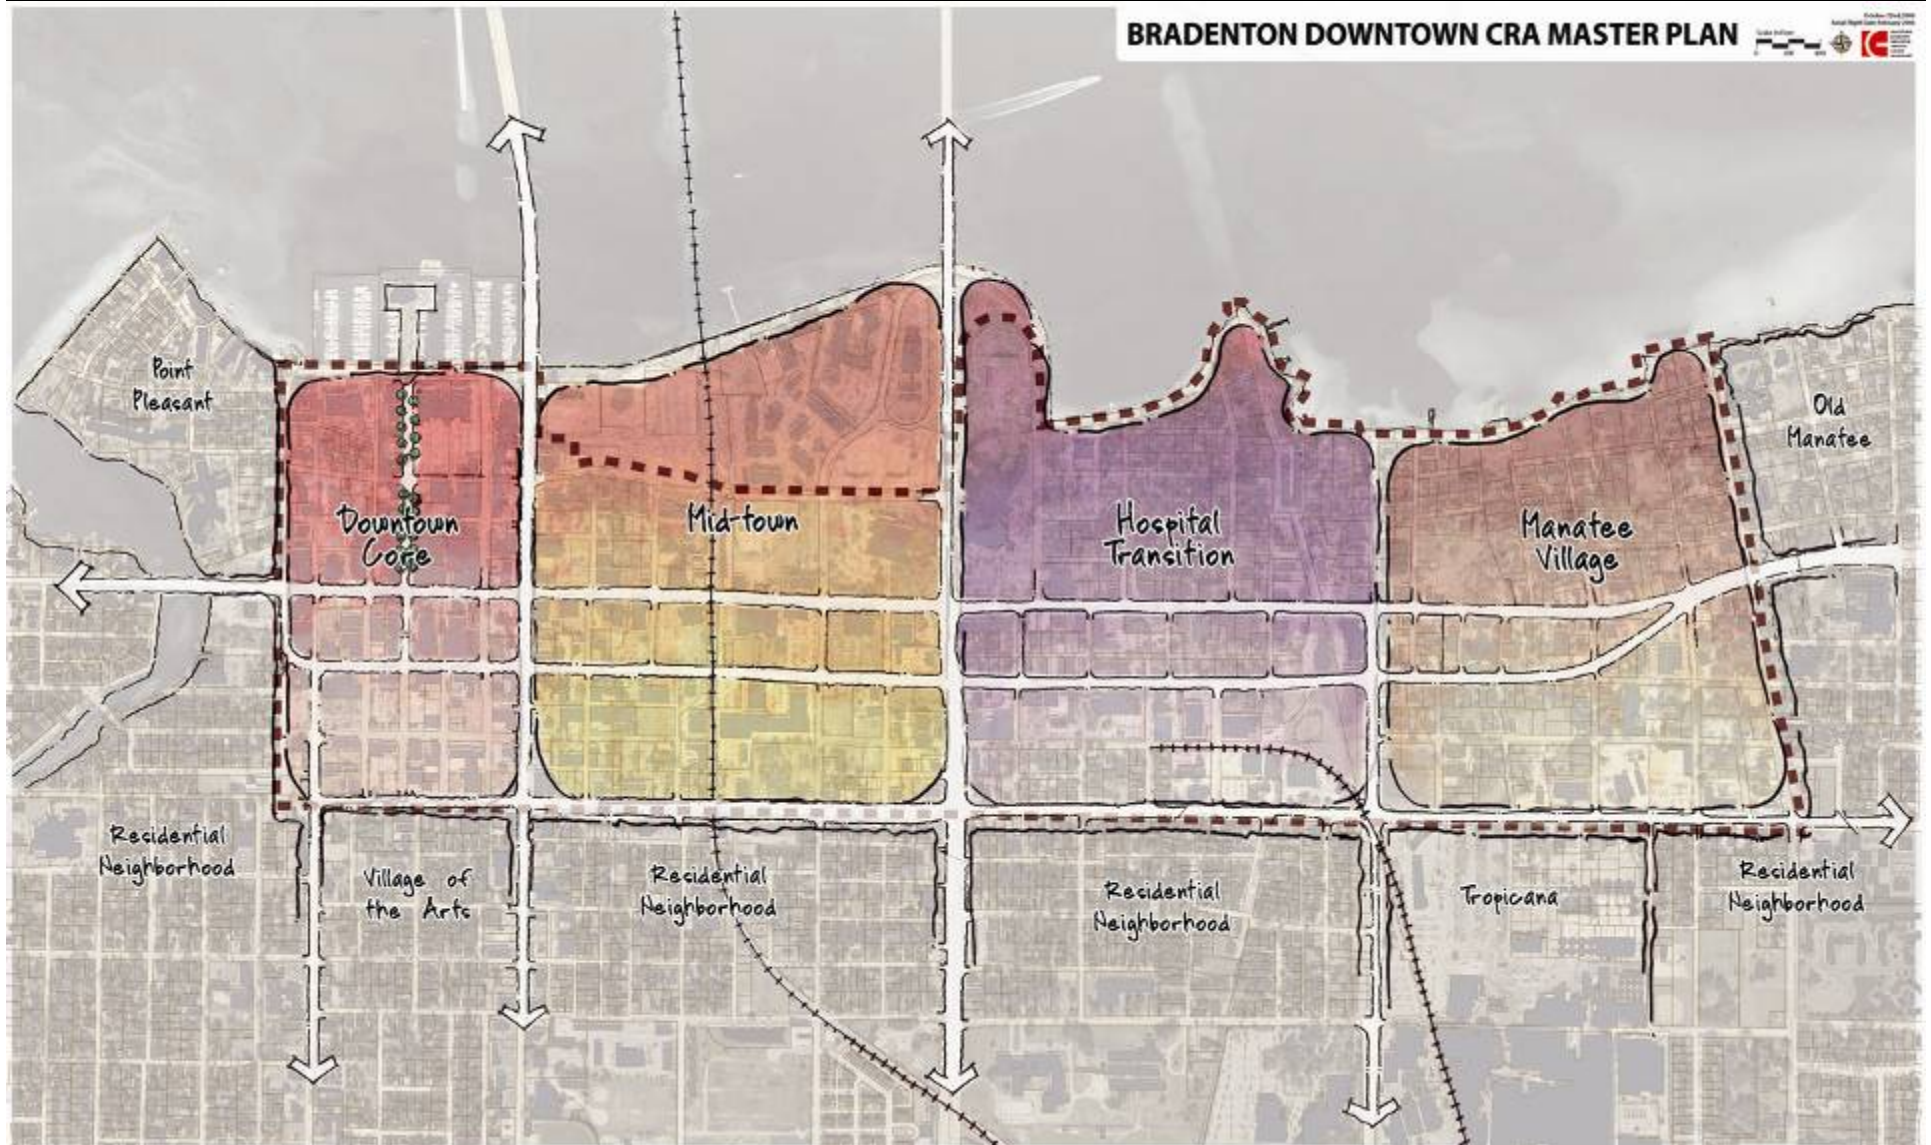 BRADENTON DOWNTOWN CRA MASTER PLAN
Point
Pleasant
Old
Manatee
Downtown
Core
Mid-town
Hospital
Transition
Manatee
Village
Residential
Neighborhood
Village of
the Arts
Residential
Neighborhood
Residential
Neighborhood
Tropicana
Residential
Neighborhood